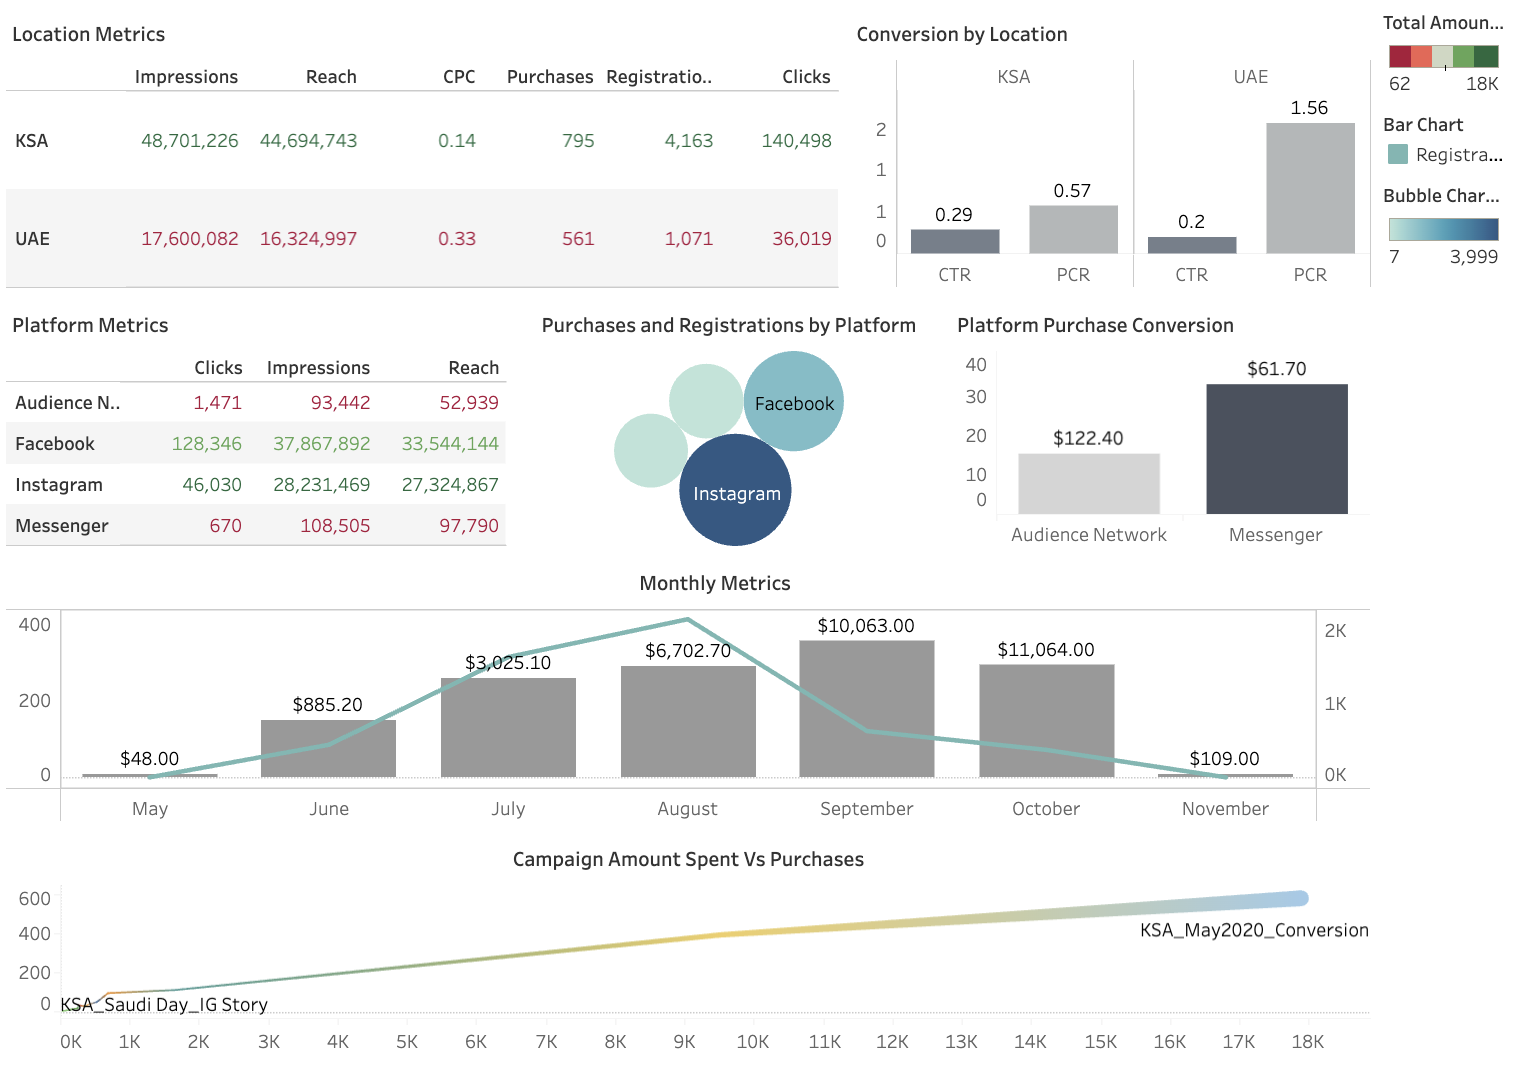 Location Metrics
Impressions Reach CPC Purchases Registratio.. Clicks
KSA 48,701,226 44,694,743 0.14 795 4,163 140,498
UAE 17,600,082 16,324,997 0.33 561 1,071 36,019
Conversion by Location
KSA UAE
2
1
1
0
0.29 0.57 0.2 1.56
CTR PCR CTR PCR
Total Amoun...
62 18K
Bar Chart
Registra...
Bubble Char...
7 3,999
Platform Metrics
Clicks Impressions Reach
Audience N.. 1,471 93,442 52,939
Facebook 128,346 37,867,892 33,544,144
Instagram 46,030 28,231,469 27,324,867
Messenger 670 108,505 97,790
Purchases and Registrations by Platform
Facebook
Instagram
Platform Purchase Conversion
40
30
20
10
0
$122.40 $61.70
Audience Network Messenger
Monthly Metrics
400
200
0
$48.00 $885.20 $3,025.10 $6,702.70 $10,063.00 $11,064.00 $109.00
2K
1K
0K
May June July August September October November
Campaign Amount Spent Vs Purchases
600
400
200
0
KSA_May2020_Conversion
KSA_Saudi Day_IG Story
0K 1K 2K 3K 4K 5K 6K 7K 8K 9K 10K 11K 12K 13K 14K 15K 16K 17K 18K